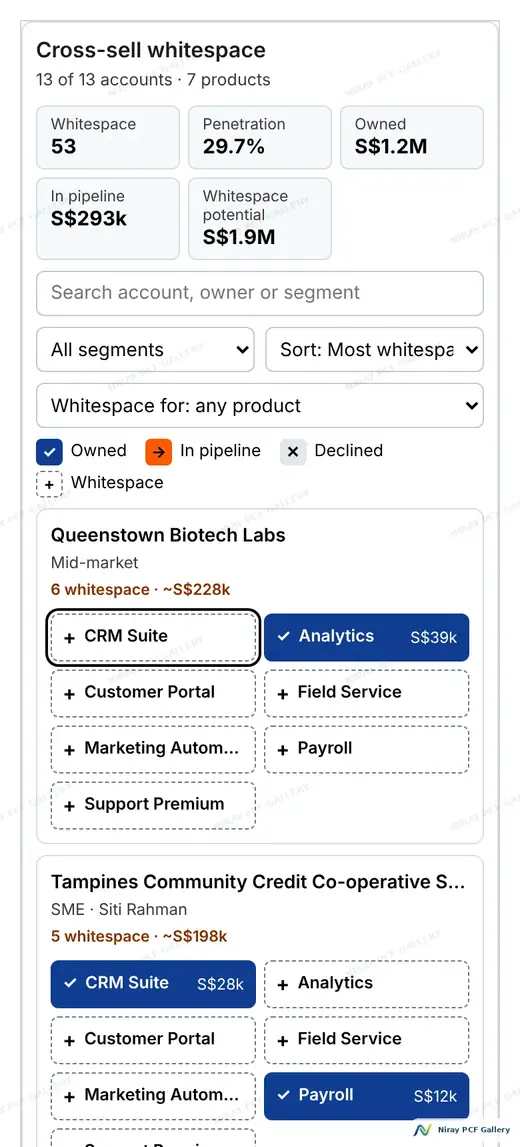 Cross-sell whitespace
13 of 13 accounts · 7 products
Whitespace
53
Penetration
29.7%
Owned
S$1.2M
In pipeline
S$293k
Whitespace
potential
S$1.9M
Search account, owner or segment
All segments
Sort: Most whitespa
Whitespace for: any product
Owned
In pipeline
Declined
Whitespace
Queenstown Biotech Labs
Mid-market
6 whitespace · ~S$228k
+ CRM Suite
✓ Analytics S$39k
+ Customer Portal
+ Field Service
+ Marketing Autom...
+ Payroll
+ Support Premium
Tampines Community Credit Co-operative S...
SME · Siti Rahman
5 whitespace · ~S$198k
✓ CRM Suite S$28k
+ Analytics
+ Customer Portal
+ Field Service
+ Marketing Autom...
✓ Payroll S$12k
Niray PCF Gallery